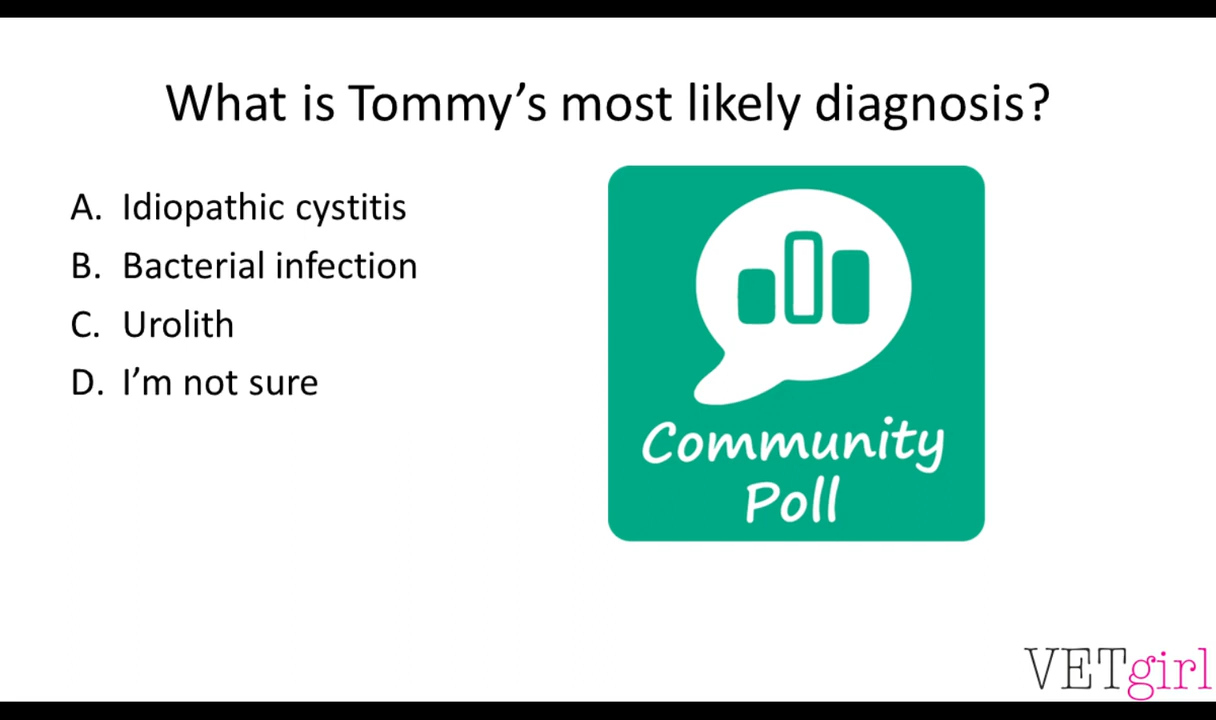 What is Tommy’s most likely diagnosis?
A. Idiopathic cystitis
B. Bacterial infection
C. Urolith
D. I’m not sure
Community
Poll
VETgirl